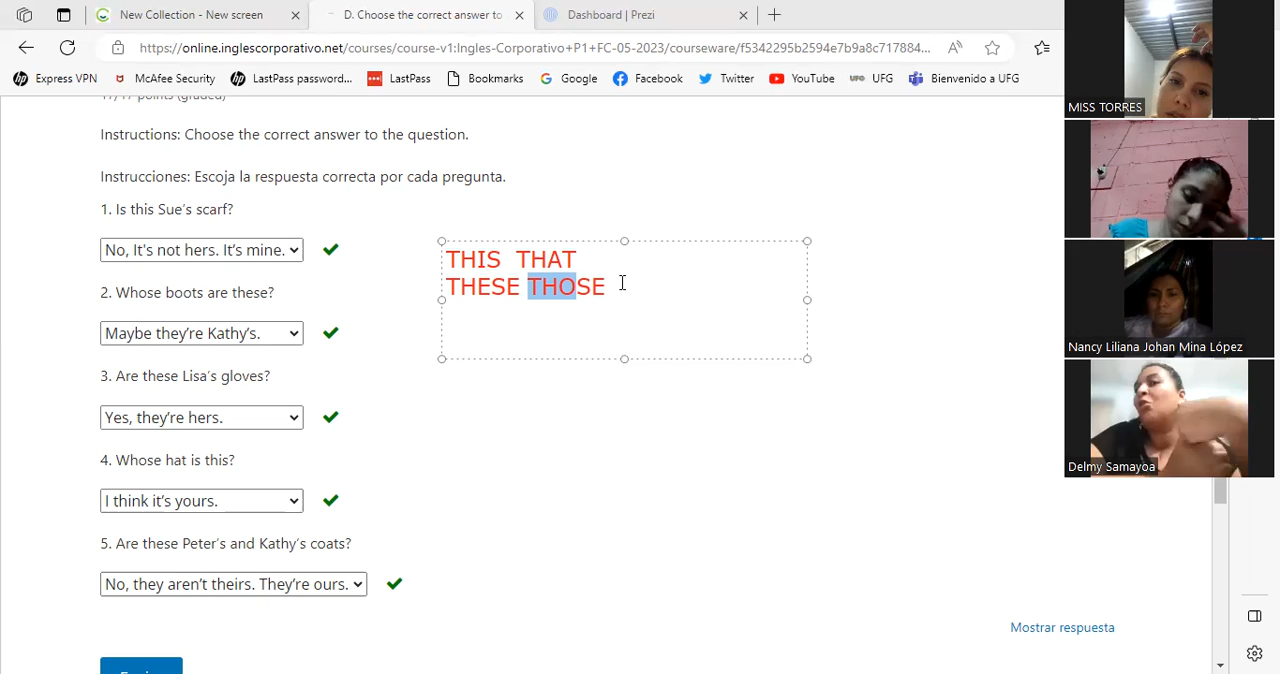 New Collection - New screen
D. Choose the correct answer to
Dashboard | Prezi
https://online.inglescorporativo.net/courses/course-v1:Ingles-Corporativo+P1+FC-05-2023/courseware/f5342295b2594e7b9a8c717884...
Express VPN
McAfee Security
LastPass password...
LastPass
Bookmarks
Google
Facebook
Twitter
YouTube
UFG
Bienvenido a UFG
17/17 points (graded)
Instructions: Choose the correct answer to the question.
Instrucciones: Escoja la respuesta correcta por cada pregunta.
1. Is this Sue's scarf?
No, It's not hers. It's mine.
2. Whose boots are these?
Maybe they're Kathy's.
3. Are these Lisa's gloves?
Yes, they're hers.
4. Whose hat is this?
I think it's yours.
5. Are these Peter's and Kathy's coats?
No, they aren't theirs. They're ours.
Mostrar respuesta
THIS THAT
THESE THOSE
MISS TORRES
Nancy Liliana Johan Mina López
Delmy Samayoa